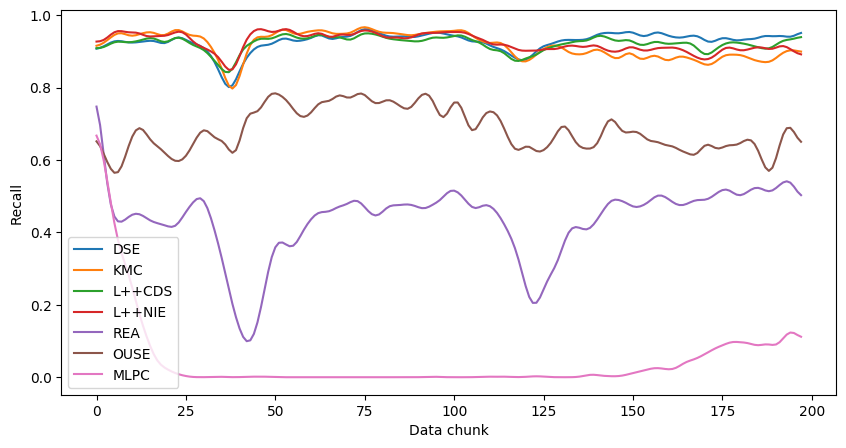 1.0
0.8
0.6
0.4
0.2
0.0
Recall
DSE
KMC
L++CDS
L++NIE
REA
OUSE
MLPC
0 25 50 75 100 125 150 175 200
Data chunk